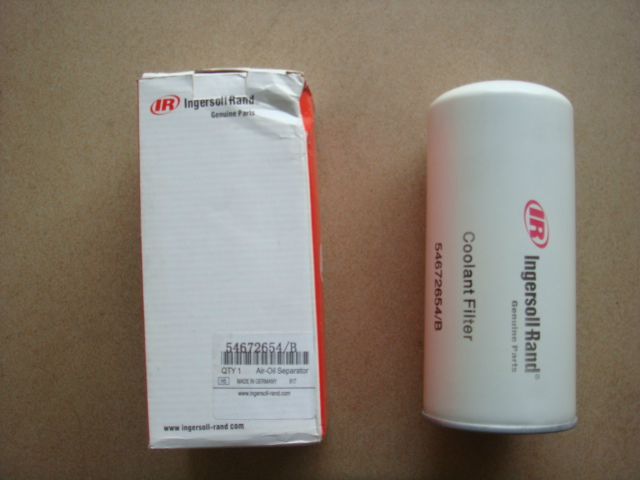 IR Ingersoll Rand
Genuine Parts
54672654/B
QTY 1 Air-Oil Separator
MADE IN GERMANY
www.ingersoll-rand.com
www.ingersoll-rand.com
IR Ingersoll-Rand®
Genuine Parts
Coolant Filter
54672654/B